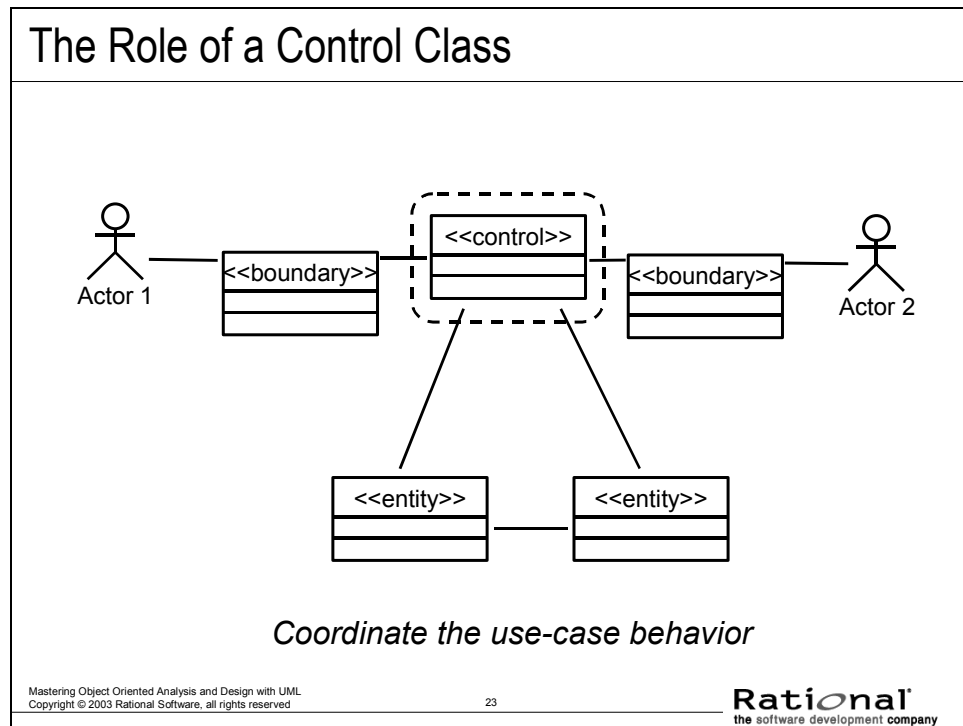 The Role of a Control Class
<<control>>
<<boundary>>
<<boundary>>
Actor 1
Actor 2
<<entity>>
<<entity>>
Coordinate the use-case behavior
Mastering Object Oriented Analysis and Design with UML
Copyright © 2003 Rational Software, all rights reserved
23
Rational
the software development company